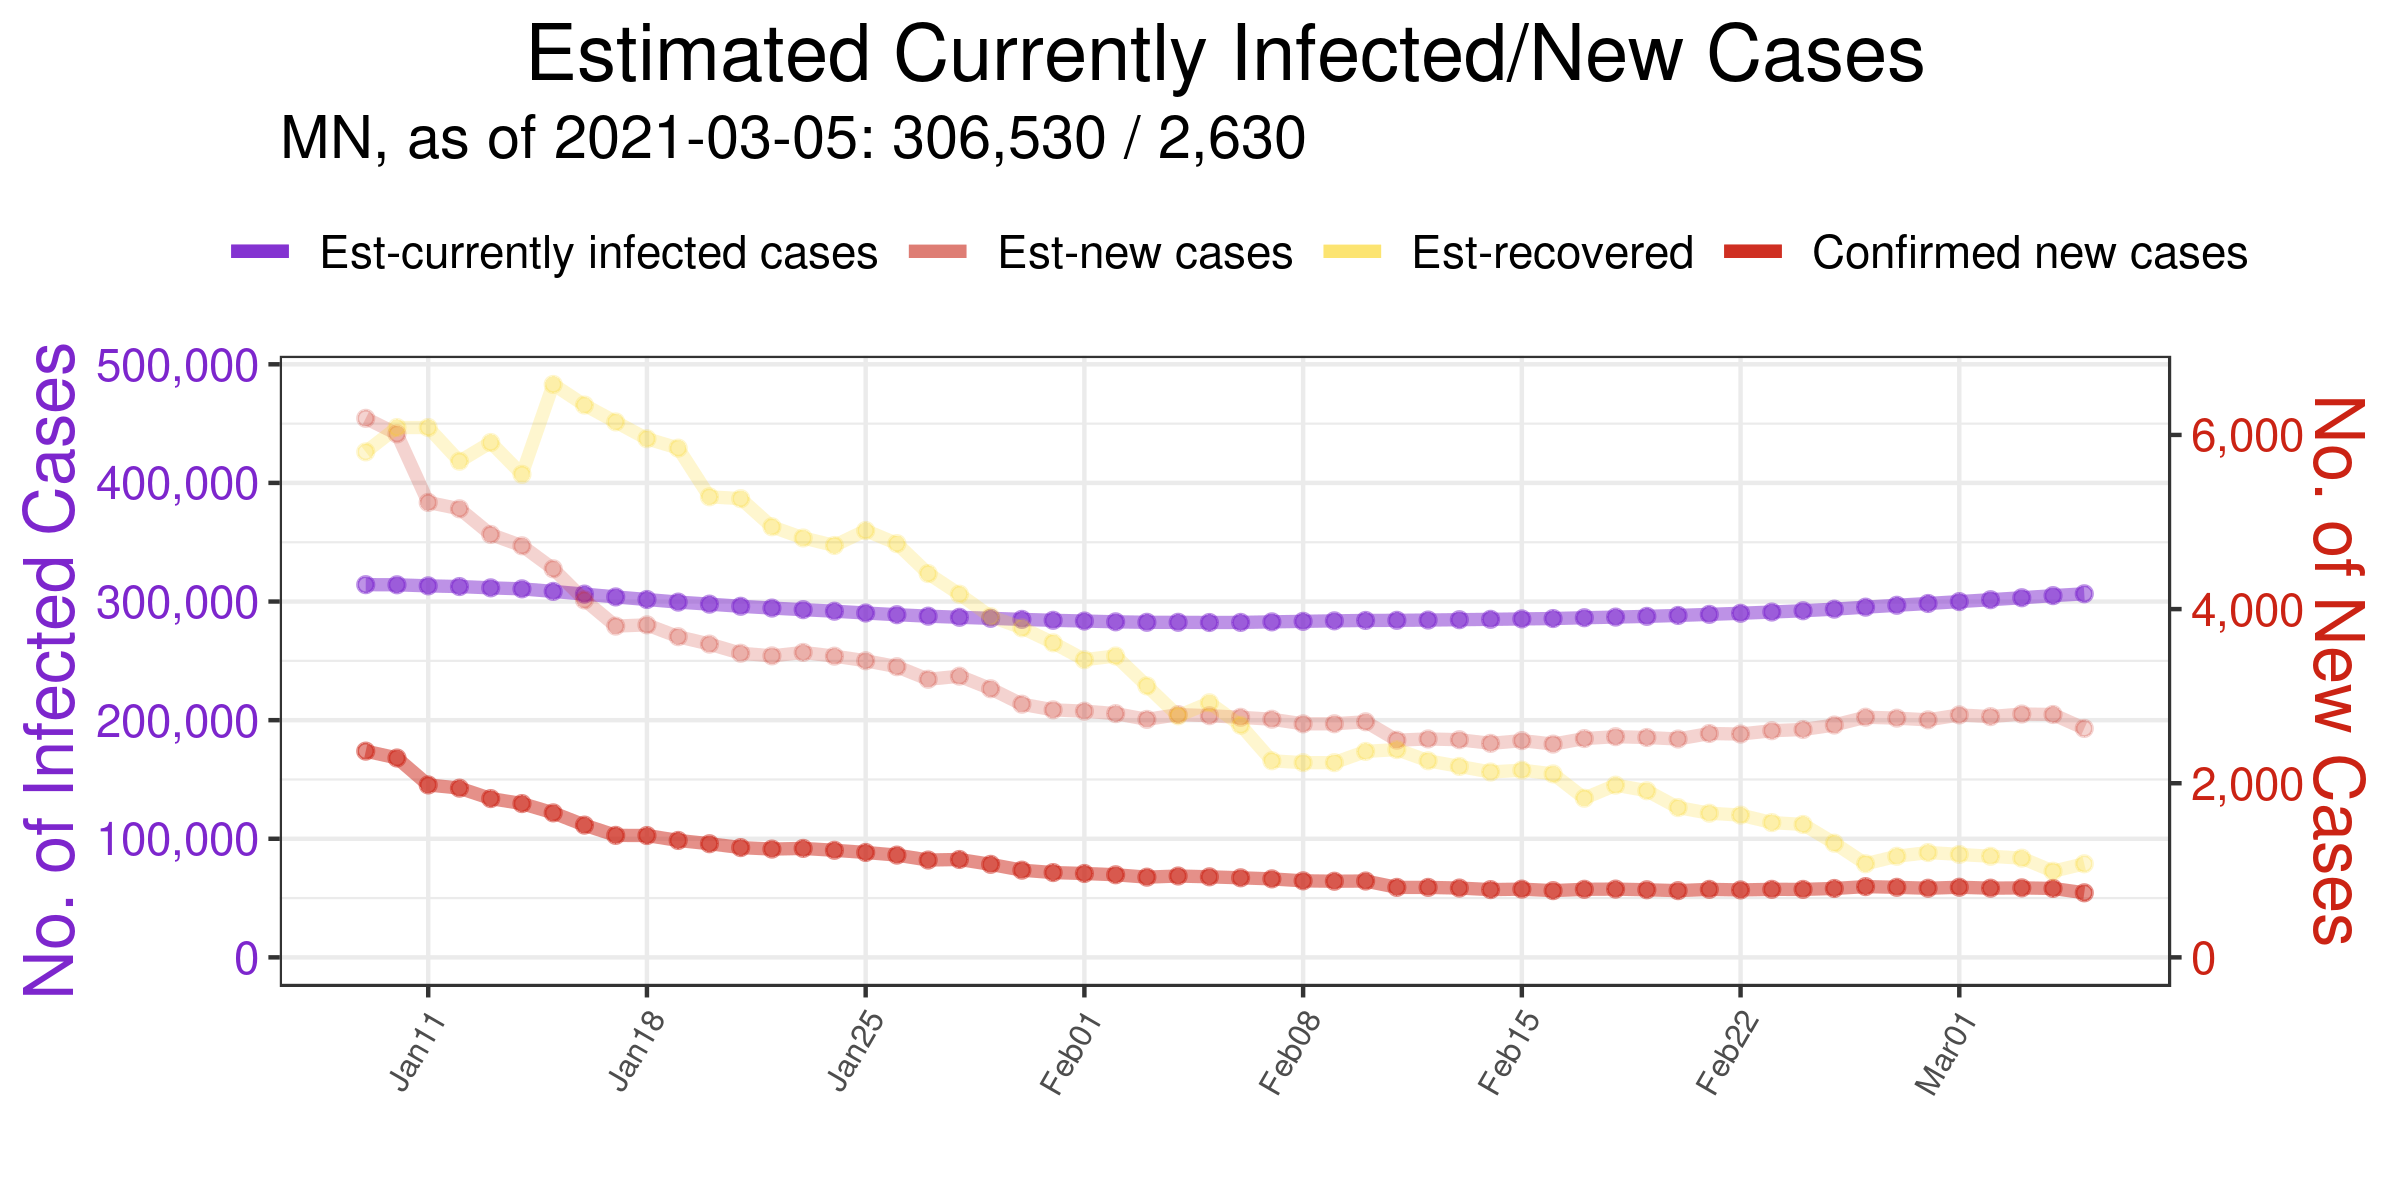 Estimated Currently Infected/New Cases
MN, as of 2021-03-05: 306,530 / 2,630
Est-currently infected cases Est-new cases Est-recovered Confirmed new cases
No. of Infected Cases
500,000
400,000
300,000
200,000
100,000
0
6,000
4,000
2,000
0
No. of New Cases
Jan11 Jan18 Jan25 Feb01 Feb08 Feb15 Feb22 Mar01